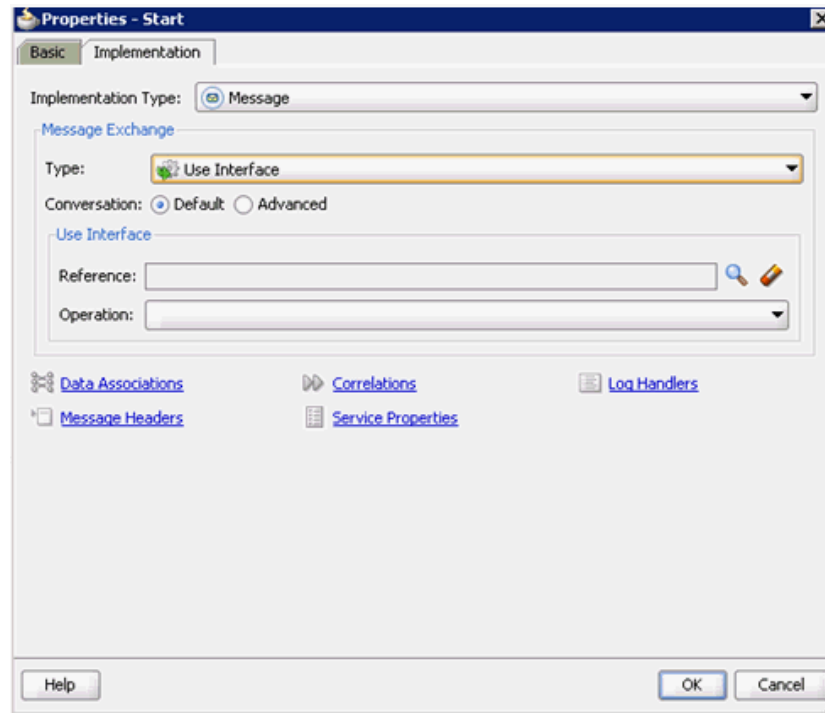 Properties - Start
Basic Implementation
Implementation Type: Message
Message Exchange
Type: Use Interface
Conversation: Default Advanced
Use Interface
Reference:
Operation:
Data Associations Correlations Log Handlers
Message Headers Service Properties
Help OK Cancel